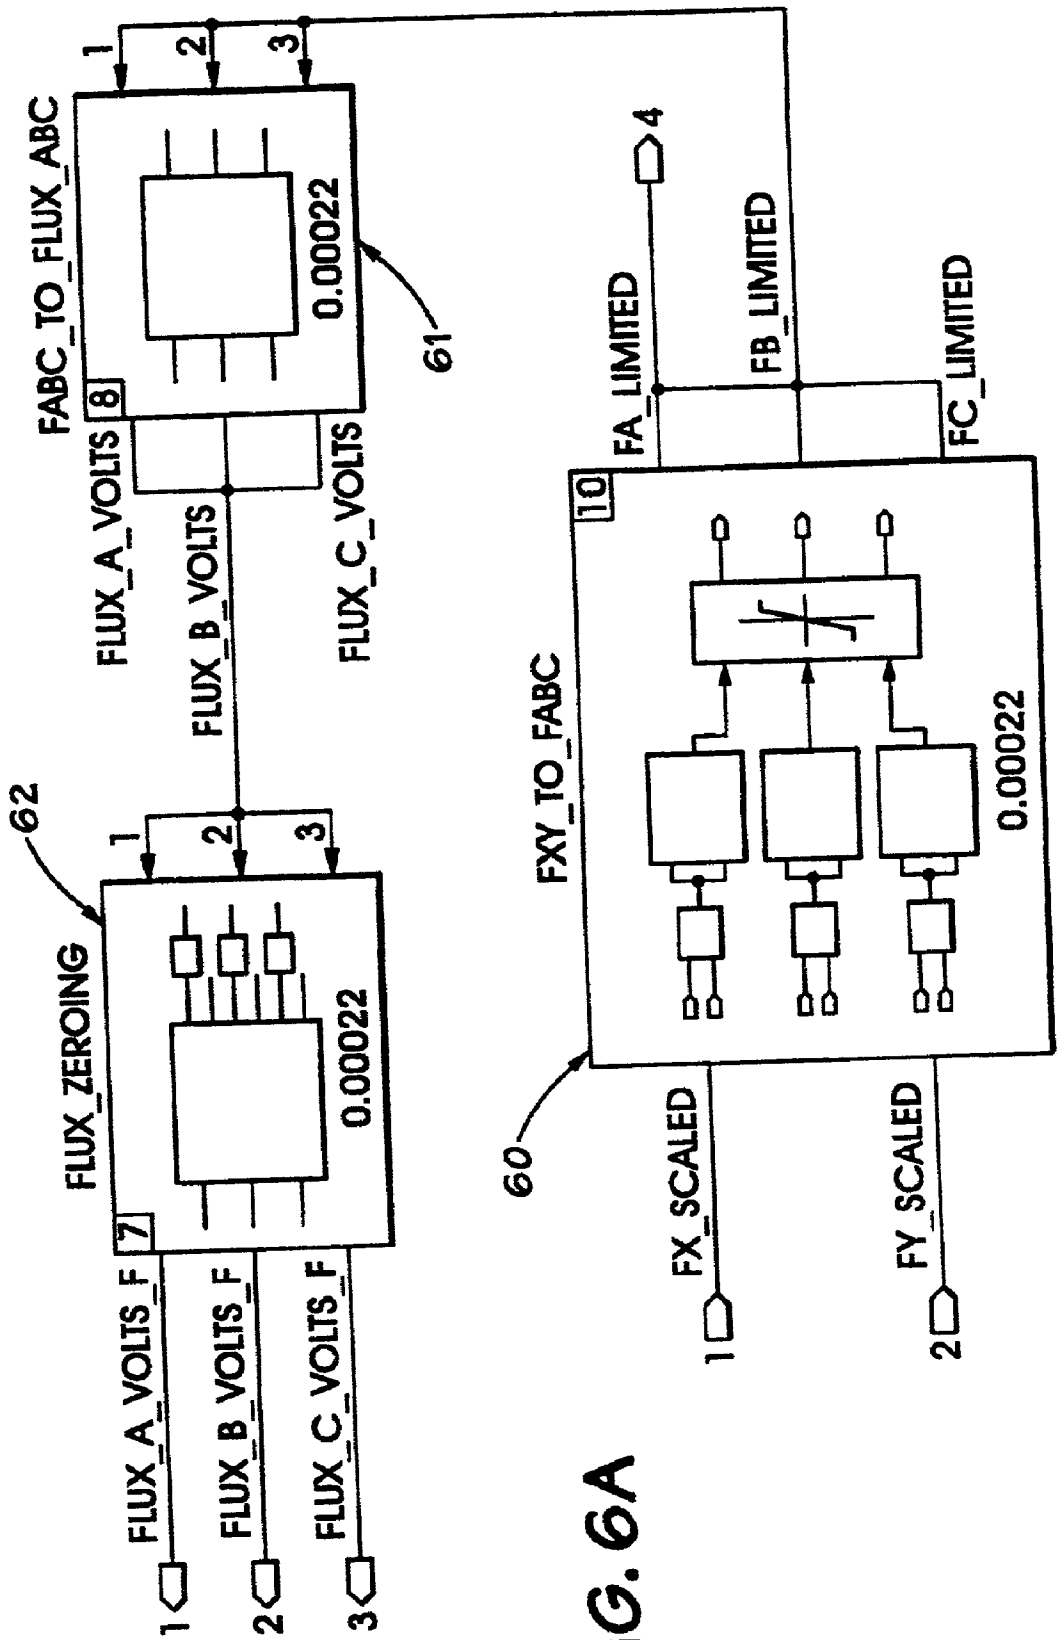 62
FLUX_ZEROING
FABC_TO_FLUX_ABC
7
8
FLUX_A_VOLTS_F
1
FLUX_A_VOLTS
1
1
FLUX_B_VOLTS_F
2
FLUX_B_VOLTS
2
2
FLUX_C_VOLTS_F
3
FLUX_C_VOLTS
3
3
0.00022
0.00022
61
60
FXY_TO_FABC
10
FA_LIMITED
4
FX_SCALED
1
FB_LIMITED
FY_SCALED
2
FC_LIMITED
0.00022
G. 6A